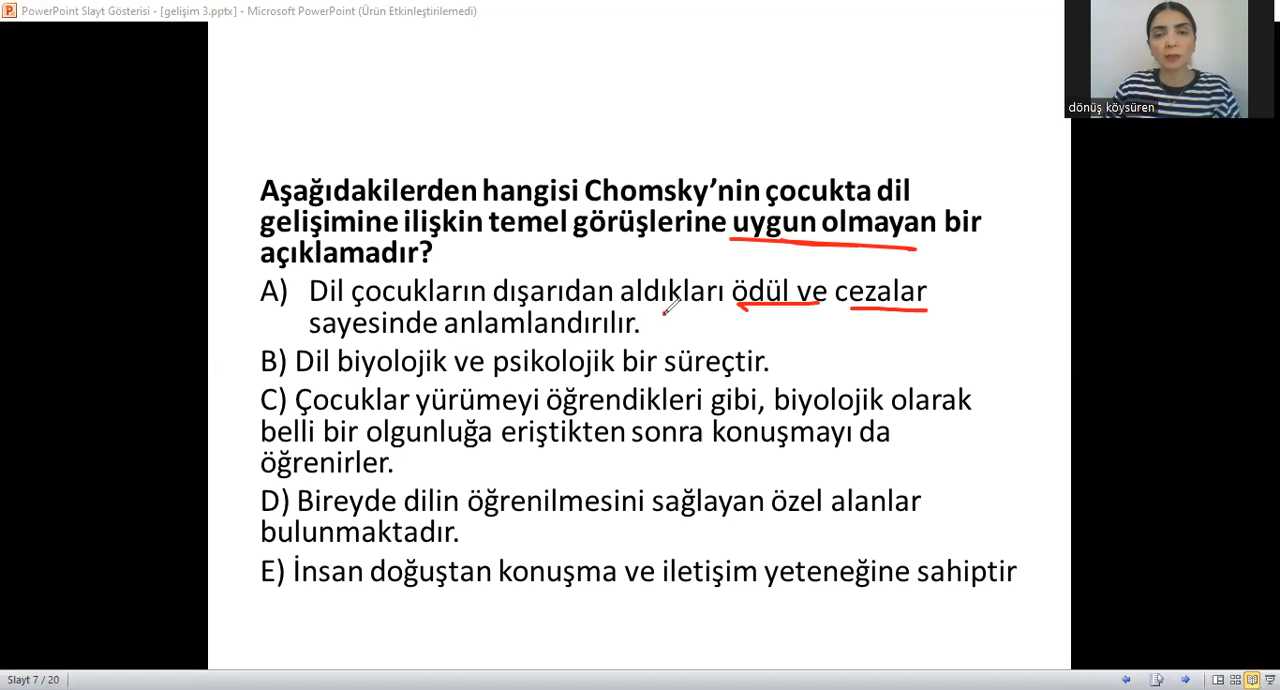 PowerPoint Slayt Gösterisi - [gelişim 3.pptx] - Microsoft PowerPoint (Ürün Etkinleştirilemedi)
dönüş köysüren
Aşağıdakilerden hangisi Chomsky’nin çocukta dil
gelişimine ilişkin temel görüşlerine uygun olmayan bir
açıklamadır?
A) Dil çocukların dışarıdan aldıkları ödül ve cezalar
sayesinde anlamlandırılır.
B) Dil biyolojik ve psikolojik bir süreçtir.
C) Çocuklar yürümeyi öğrendikleri gibi, biyolojik olarak
belli bir olgunluğa eriştikten sonra konuşmayı da
öğrenirler.
D) Bireyde dilin öğrenilmesini sağlayan özel alanlar
bulunmaktadır.
E) İnsan doğuştan konuşma ve iletişim yeteneğine sahiptir
Slayt 7 / 20